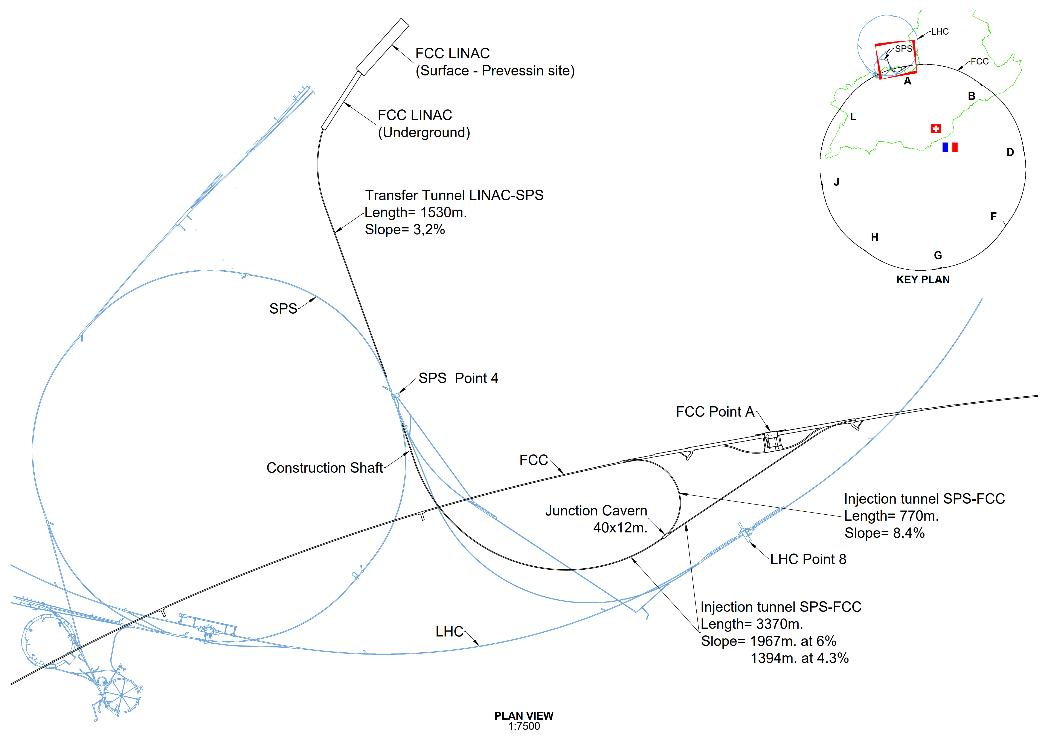 FCC LINAC
(Surface - Prevessin site)
FCC LINAC
(Underground)
Transfer Tunnel LINAC-SPS
Length= 1530m.
Slope= 3,2%
SPS
SPS Point 4
Construction Shaft
FCC
FCC Point A
Junction Cavern
40x12m.
Injection tunnel SPS-FCC
Length= 770m.
Slope= 8.4%
LHC Point 8
Injection tunnel SPS-FCC
Length= 3370m.
Slope= 1967m. at 6%
1394m. at 4.3%
LHC
PLAN VIEW
1:7500
LHC
SPS
FCC
A
B
L
D
J
F
H
G
KEY PLAN